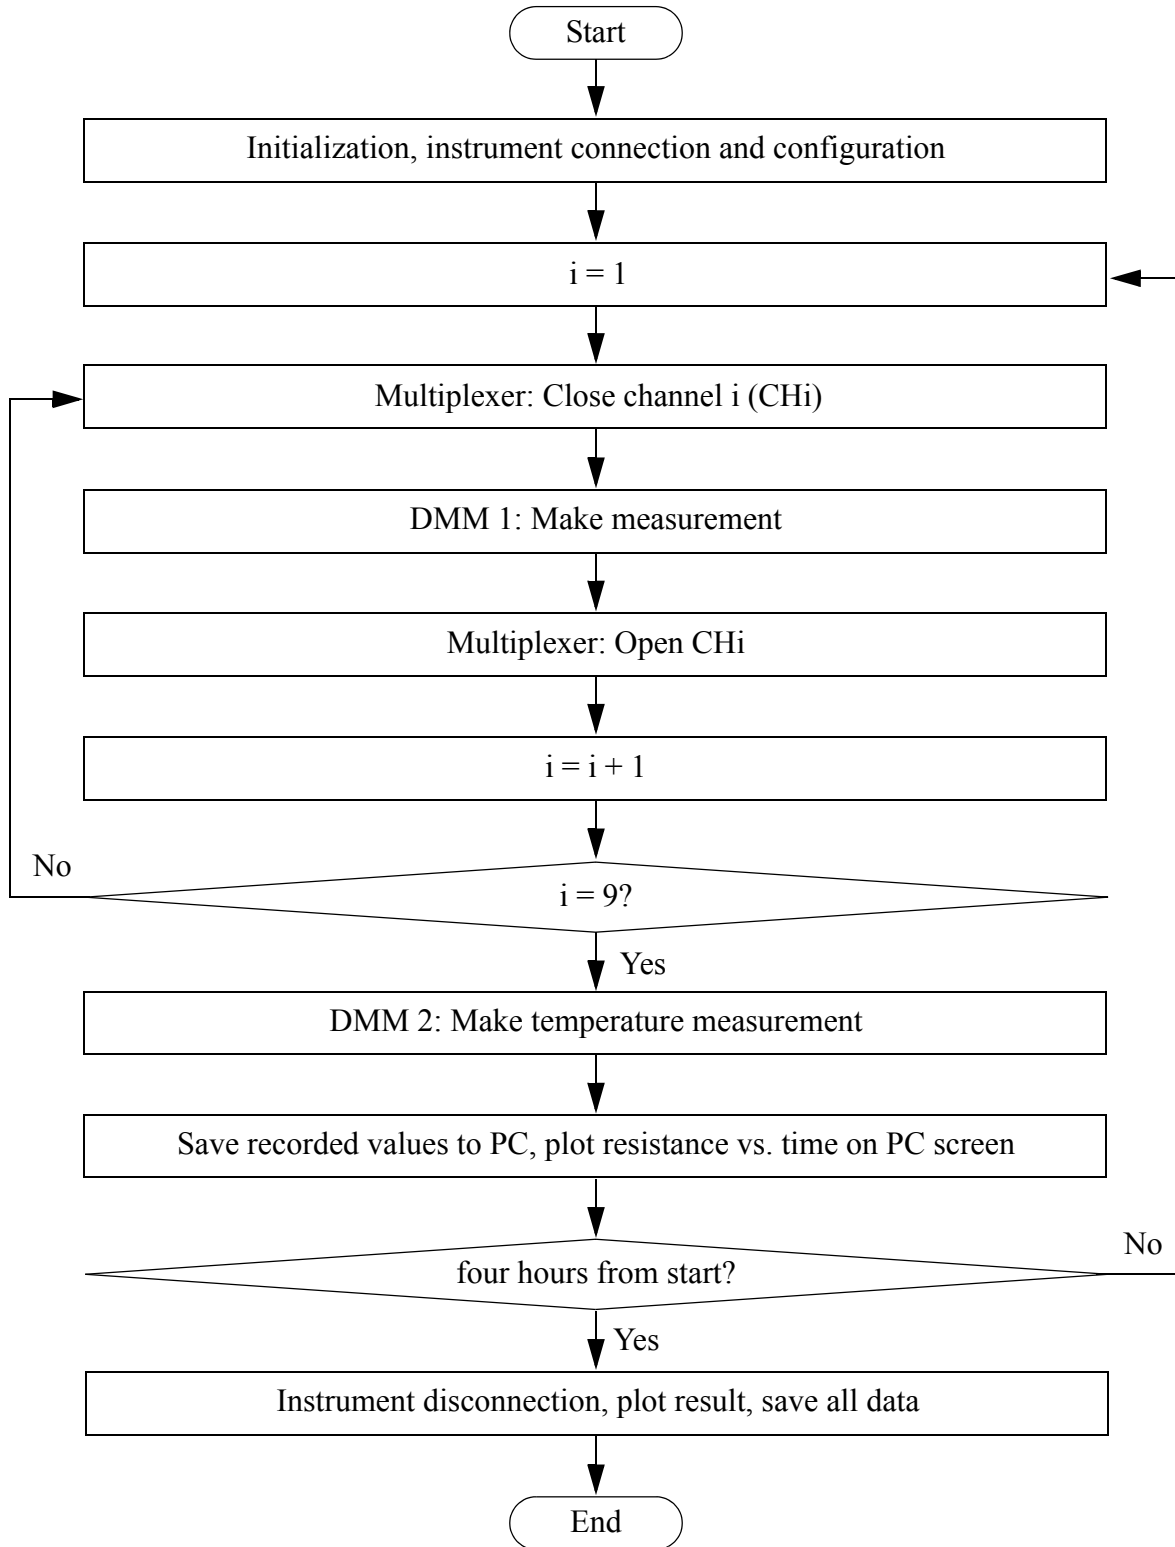 Start
Initialization, instrument connection and configuration
i = 1
Multiplexer: Close channel i (CHi)
DMM 1: Make measurement
Multiplexer: Open CHi
i = i + 1
No
i = 9?
Yes
DMM 2: Make temperature measurement
Save recorded values to PC, plot resistance vs. time on PC screen
No
four hours from start?
Yes
Instrument disconnection, plot result, save all data
End